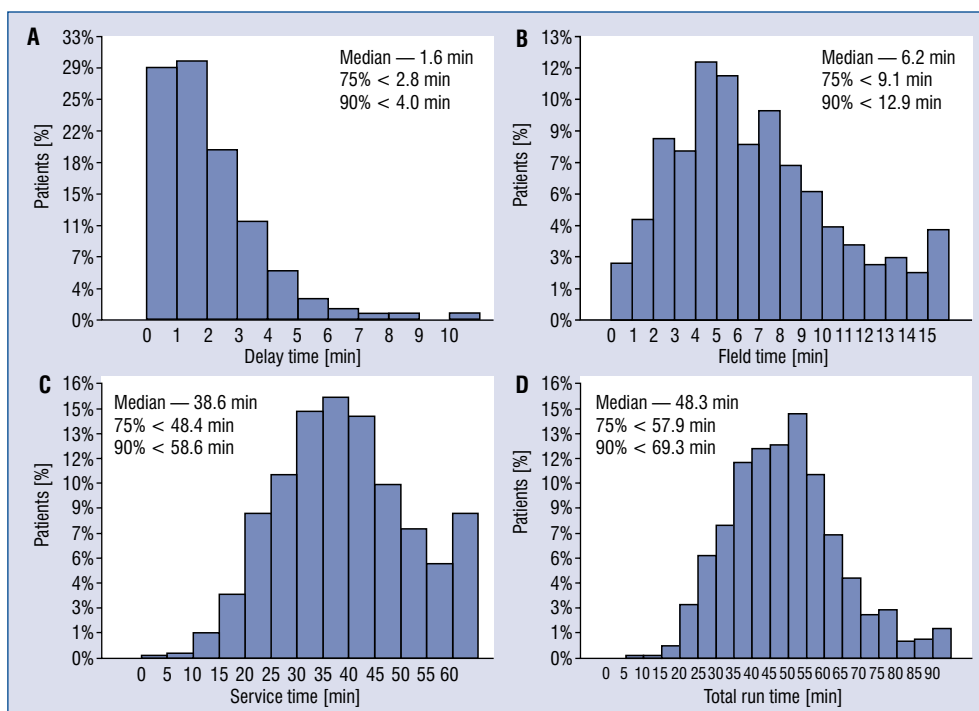 A
33%
29%
25%
22%
18%
15%
11%
7%
4%
0%
Patients [%]
Median — 1.6 min
75% < 2.8 min
90% < 4.0 min
0 1 2 3 4 5 6 7 8 9 10
Delay time [min]
B
13%
12%
10%
9%
7%
6%
4%
3%
1%
0%
Patients [%]
Median — 6.2 min
75% < 9.1 min
90% < 12.9 min
0 1 2 3 4 5 6 7 8 9 10 11 12 13 14 15
Fleld time [min]
C
16%
15%
13%
12%
10%
9%
7%
6%
4%
3%
1%
0%
Patients [%]
Median — 38.6 min
75% < 48.4 min
90% < 58.6 min
0 5 10 15 20 25 30 35 40 45 50 55 60
Service time [min]
D
16%
15%
13%
12%
10%
9%
7%
6%
4%
3%
1%
0%
Patients [%]
Median — 48.3 min
75% < 57.9 min
90% < 69.3 min
0 5 10 15 20 25 30 35 40 45 50 55 60 65 70 75 80 85 90
Total run time [min]